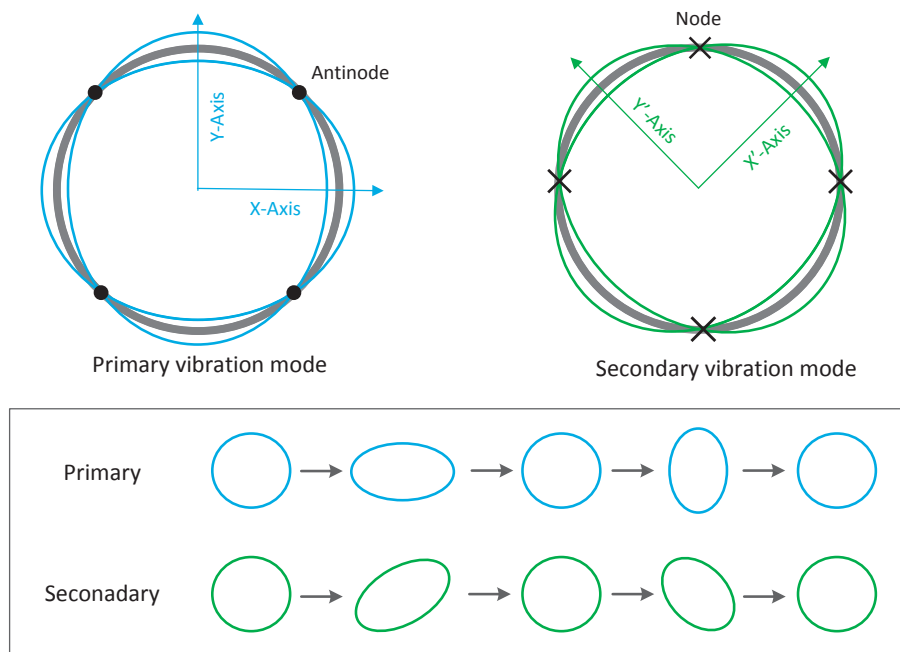 Node
Antinode
Y-Axis
X-Axis
Y'-Axis
X'-Axis
Primary vibration mode
Secondary vibration mode
Primary
Seconadary